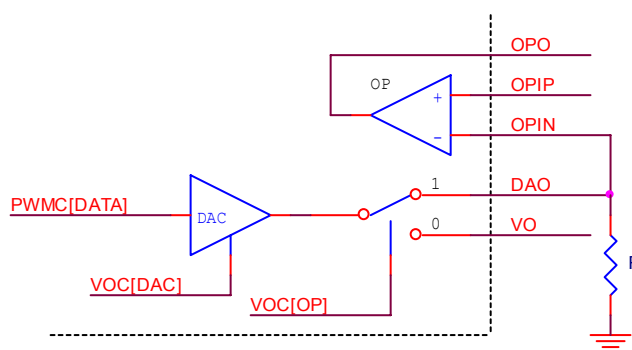 OPO
OP
OPIP
+
OPIN
−
1
DAO
PWMC[DATA]
DAC
0
VO
VOC[DAC]
VOC[OP]